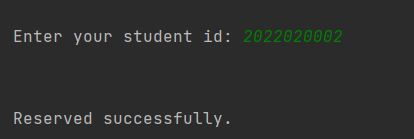 Enter your student id: 2022020002
Reserved successfully.